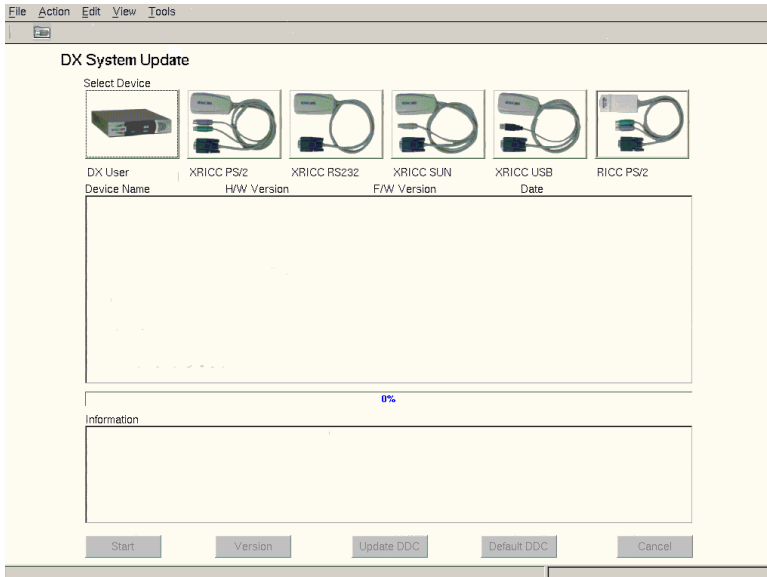 File Action Edit View Tools
DX System Update
Select Device
DX User XRICC PS/2 XRICC RS232 XRICC SUN XRICC USB RICC PS/2
Device Name H/W Version F/W Version Date
0%
Information
Start Version Update DDC Default DDC Cancel